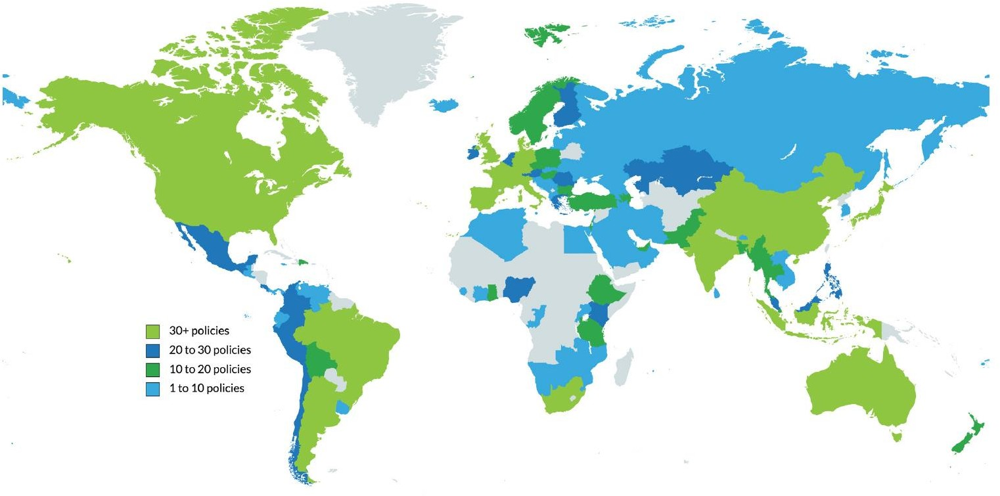 30+ policies
20 to 30 policies
10 to 20 policies
1 to 10 policies